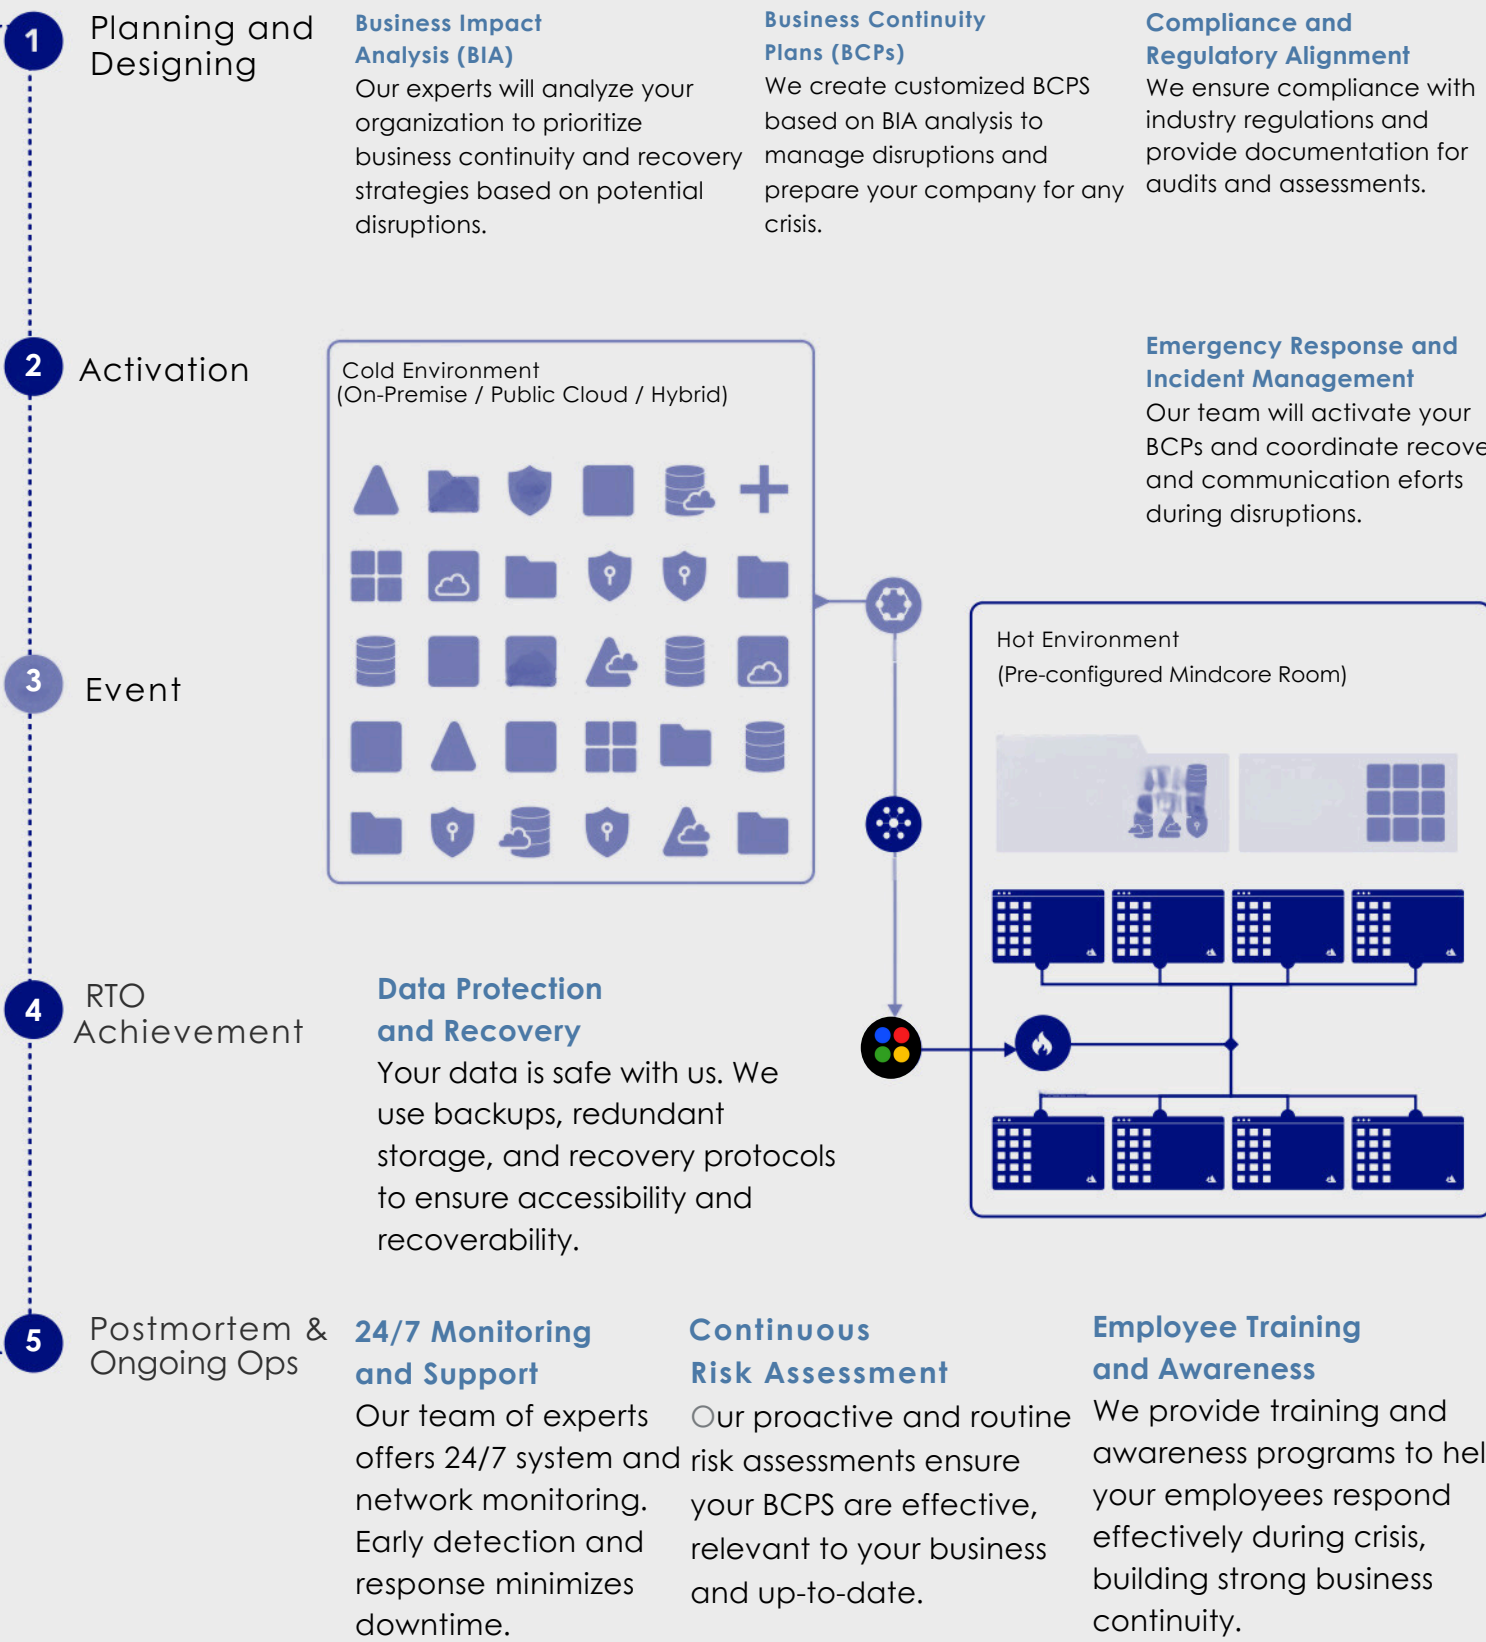 1
Planning and
Designing
Business Impact
Analysis (BIA)
Our experts will analyze your
organization to prioritize
business continuity and recovery
strategies based on potential
disruptions.
Business Continuity
Plans (BCPs)
We create customized BCPS
based on BIA analysis to
manage disruptions and
prepare your company for any
crisis.
Compliance and
Regulatory Alignment
We ensure compliance with
industry regulations and
provide documentation for
audits and assessments.
2
Activation
Cold Environment
(On-Premise / Public Cloud / Hybrid)
Emergency Response and
Incident Management
Our team will activate your
BCPs and coordinate recove
and communication eforts
during disruptions.
3
Event
Hot Environment
(Pre-configured Mindcore Room)
4
RTO
Achievement
Data Protection
and Recovery
Your data is safe with us. We
use backups, redundant
storage, and recovery protocols
to ensure accessibility and
recoverability.
5
Postmortem &
Ongoing Ops
24/7 Monitoring
and Support
Our team of experts
offers 24/7 system and
network monitoring.
Early detection and
response minimizes
downtime.
Continuous
Risk Assessment
Our proactive and routine
risk assessments ensure
your BCPS are effective,
relevant to your business
and up-to-date.
Employee Training
and Awareness
We provide training and
awareness programs to hel
your employees respond
effectively during crisis,
building strong business
continuity.